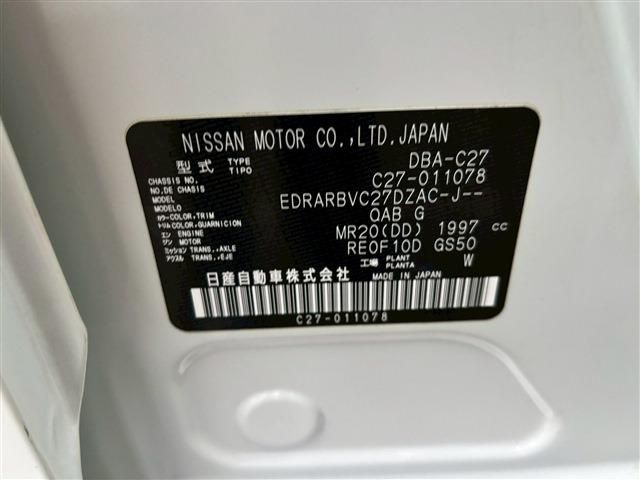 NISSAN MOTOR CO.,LTD.JAPAN
型式 TYPE TIPO DBA-C27
CHASSIS NO. NO.DE CHASIS C27-011078
MODEL MODELO EDRARBVC27DZAC-J--
カラー COLOR,TRIM トリム COLOR,GUARNICION QAB G
エンジン ENGINE MOTOR MR20(DD) 1997 cc
ミッション TRANS.,AXLE アクスル TRANS.,EJE RE0F10D GS50
工場 PLANT PLANTA W
日産自動車株式会社 MADE IN JAPAN
C27-011078